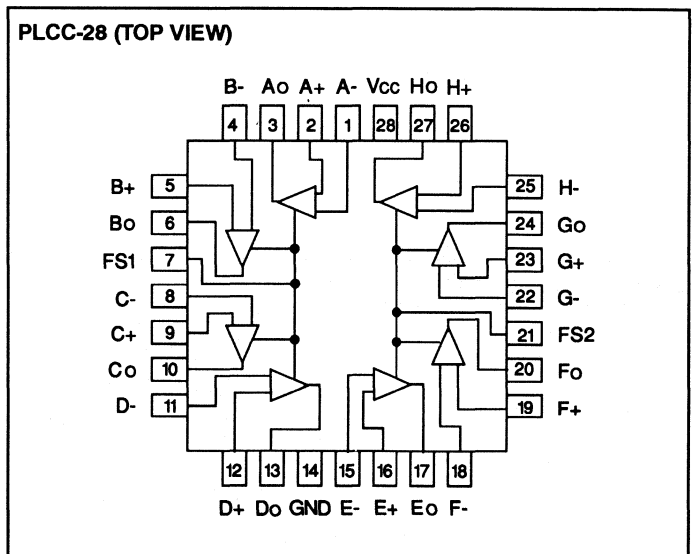 PLCC-28 (TOP VIEW)
B- Ao A+ A- Vcc Ho H+
4 3 2 1 28 27 26
B+ 5 25 H-
Bo 6 24 Go
FS1 7 23 G+
C- 8 22 G-
C+ 9 21 FS2
Co 10 20 Fo
D- 11 19 F+
12 13 14 15 16 17 18
D+ Do GND E- E+ Eo F-